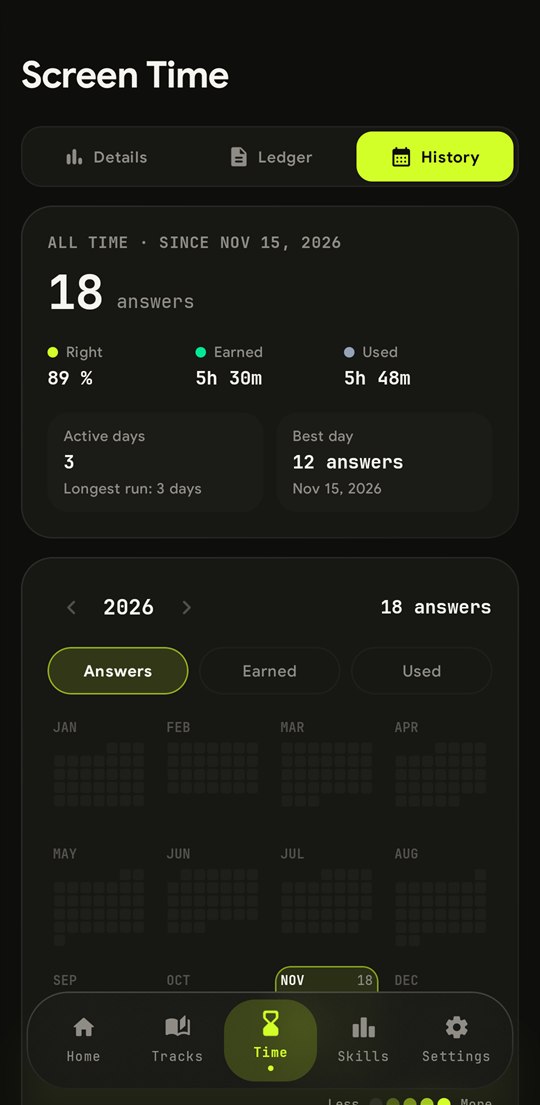 Screen Time
Details Ledger History
ALL TIME · SINCE NOV 15, 2026
18 answers
Right Earned Used
89 % 5h 30m 5h 48m
Active days Best day
3 12 answers
Longest run: 3 days Nov 15, 2026
2026 18 answers
Answers Earned Used
JAN FEB MAR APR
MAY JUN JUL AUG
SEP OCT NOV 18 DEC
Home Tracks Time Skills Settings
Less More